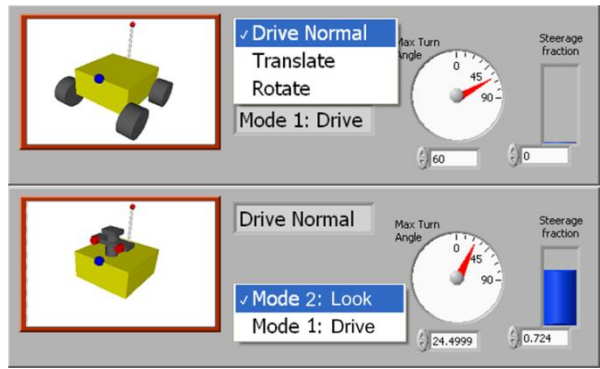 ✓ Drive Normal
Translate
Rotate
Mode 1: Drive
Max Turn
Angle
0
45
90
60
Steerage
fraction
0
Drive Normal
✓ Mode 2: Look
Mode 1: Drive
Max Turn
Angle
0
45
90
24.4999
Steerage
fraction
0.724